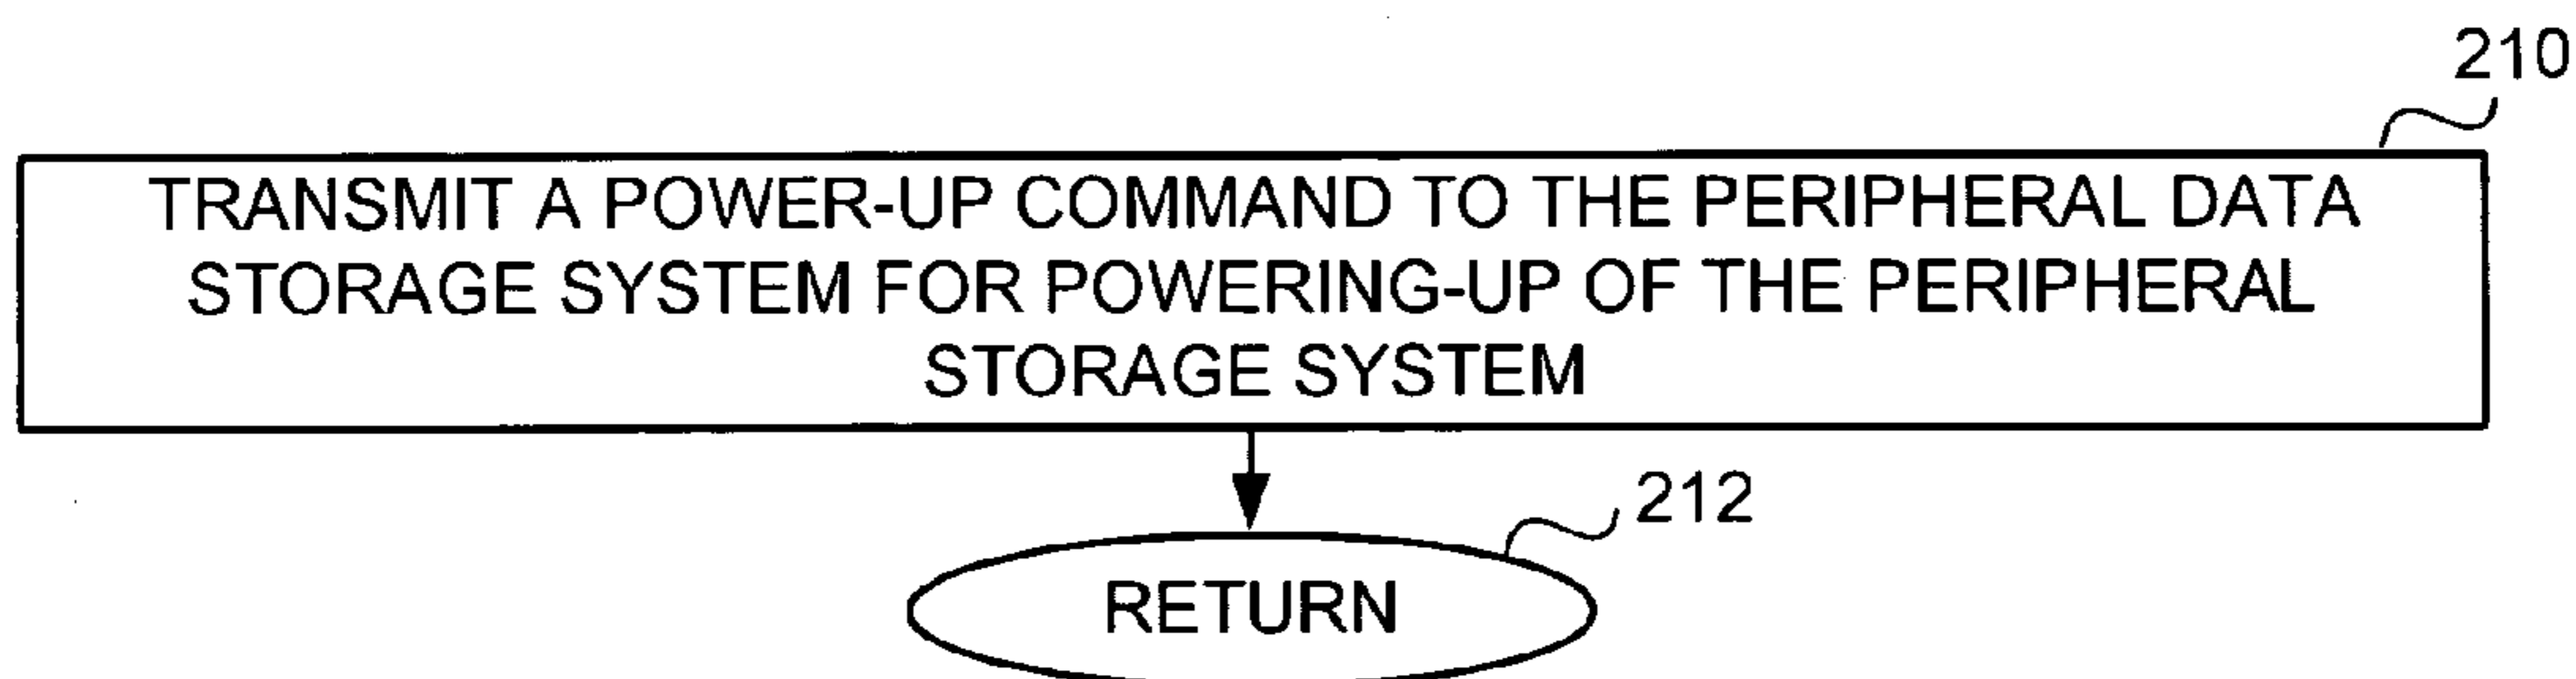 210
TRANSMIT A POWER-UP COMMAND TO THE PERIPHERAL DATA
STORAGE SYSTEM FOR POWERING-UP OF THE PERIPHERAL
STORAGE SYSTEM
212
RETURN